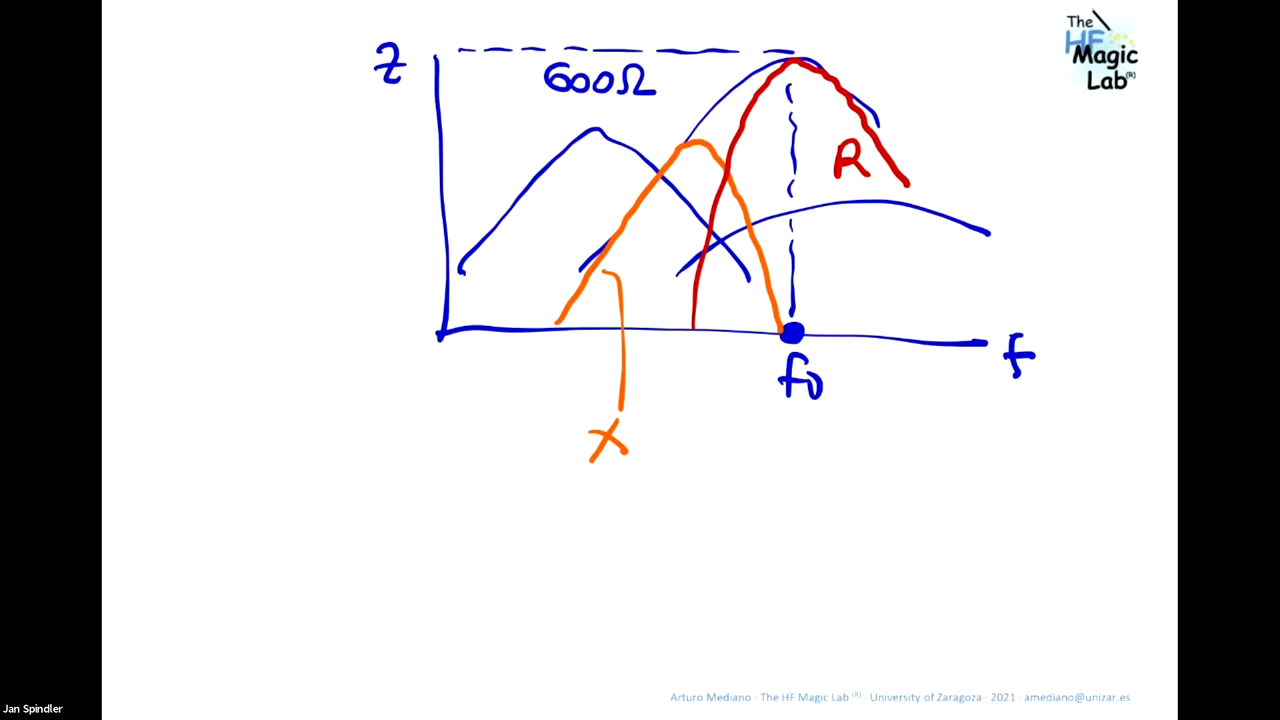 The
HF
Magic
Lab(R)
Z
600Ω
R
f
f0
X
Arturo Mediano · The HF Magic Lab (R) · University of Zaragoza · 2021 · amediano@unizar.es
Jan Spindler